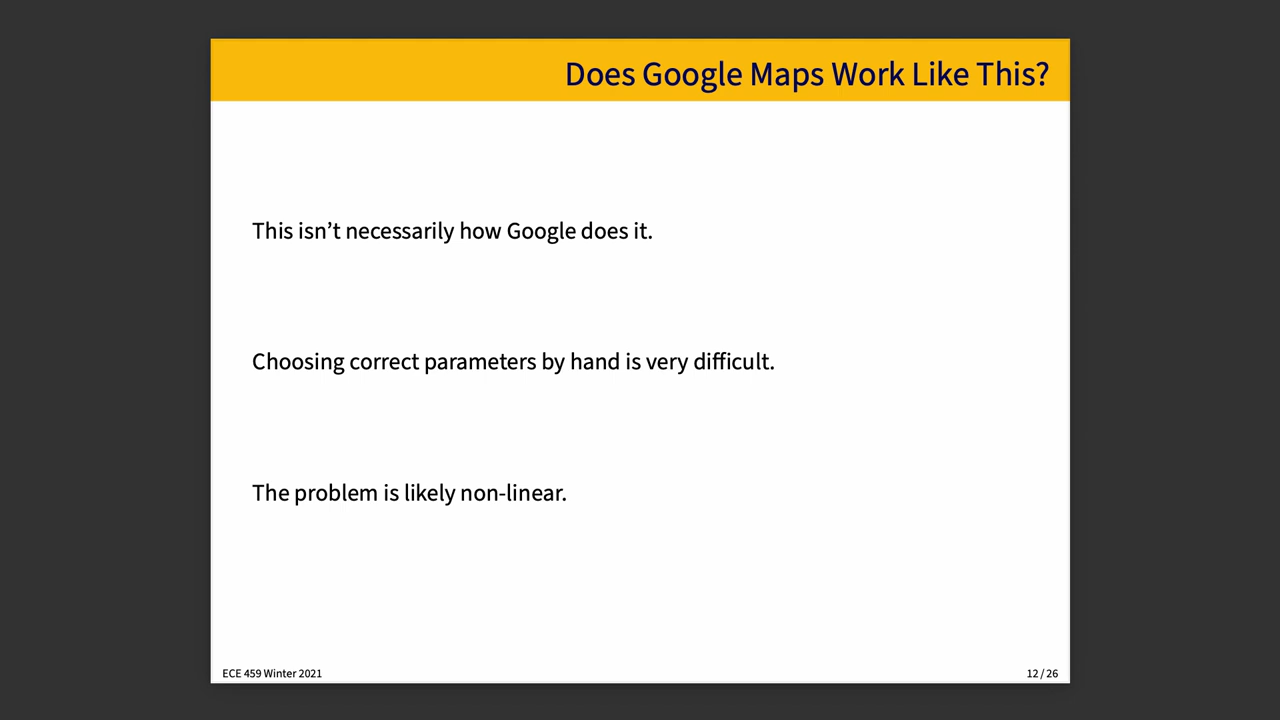 Does Google Maps Work Like This?
This isn’t necessarily how Google does it.
Choosing correct parameters by hand is very difficult.
The problem is likely non-linear.
ECE 459 Winter 2021
12 / 26